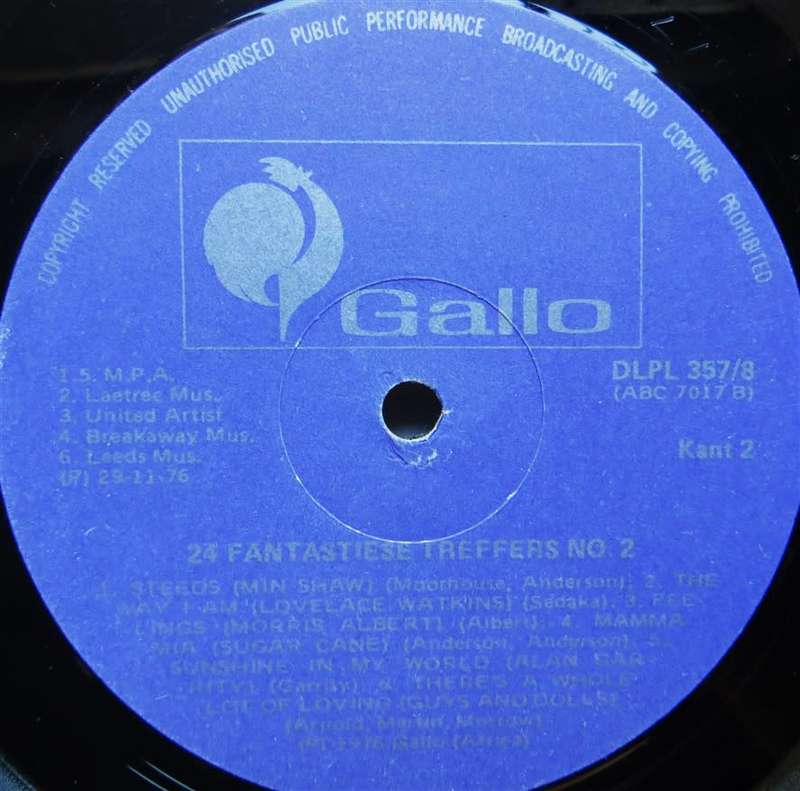 COPYRIGHT RESERVED UNAUTHORISED PUBLIC PERFORMANCE BROADCASTING AND COPYING PROHIBITED
Gallo
1.5. M.P.A.
2. Laetrec Mus.
3. United Artist
4. Breakaway Mus.
6. Leeds Mus.
(P) 29-11-76
DLPL 357/8
(ABC 7017 B)
Kant 2
24 FANTASTIESE TREFFERS NO. 2
1. STEEDS (MIN SHAW) (Moorhouse, Anderson). 2. THE
WAY I AM (LOVELACE WATKINS) (Sedaka). 3. FEE-
LINGS (MORRIS ALBERT) (Albert). 4. MAMMA
MIA (SUGAR CANE) (Anderson, Anderson). 5.
SUNSHINE IN MY WORLD (ALAN GAR-
RITY) (Garrity). 6. THERE'S A WHOLE
LOT OF LOVING (GUYS AND DOLLS)
(Arnold, Martin, Morrow)
(P) 1976 Gallo (Africa)